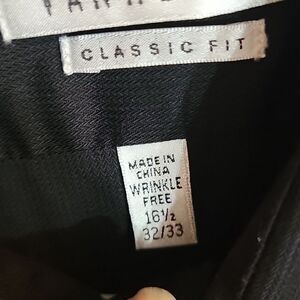 CLASSIC FIT
MADE IN
CHINA
WRINKLE
FREE
16½
32/33